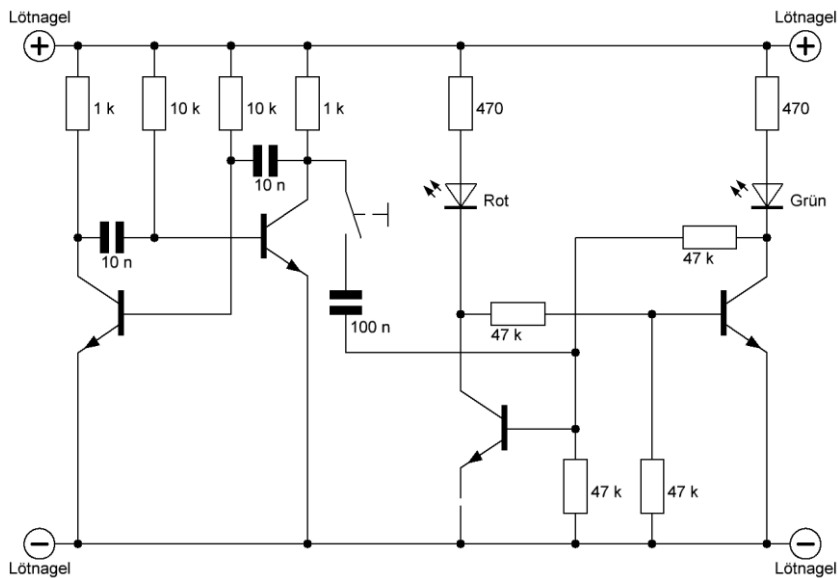 Lötnagel
Lötnagel
+
+
1 k
10 k
10 k
1 k
470
470
10 n
Rot
Grün
10 n
47 k
100 n
47 k
47 k
47 k
−
−
Lötnagel
Lötnagel